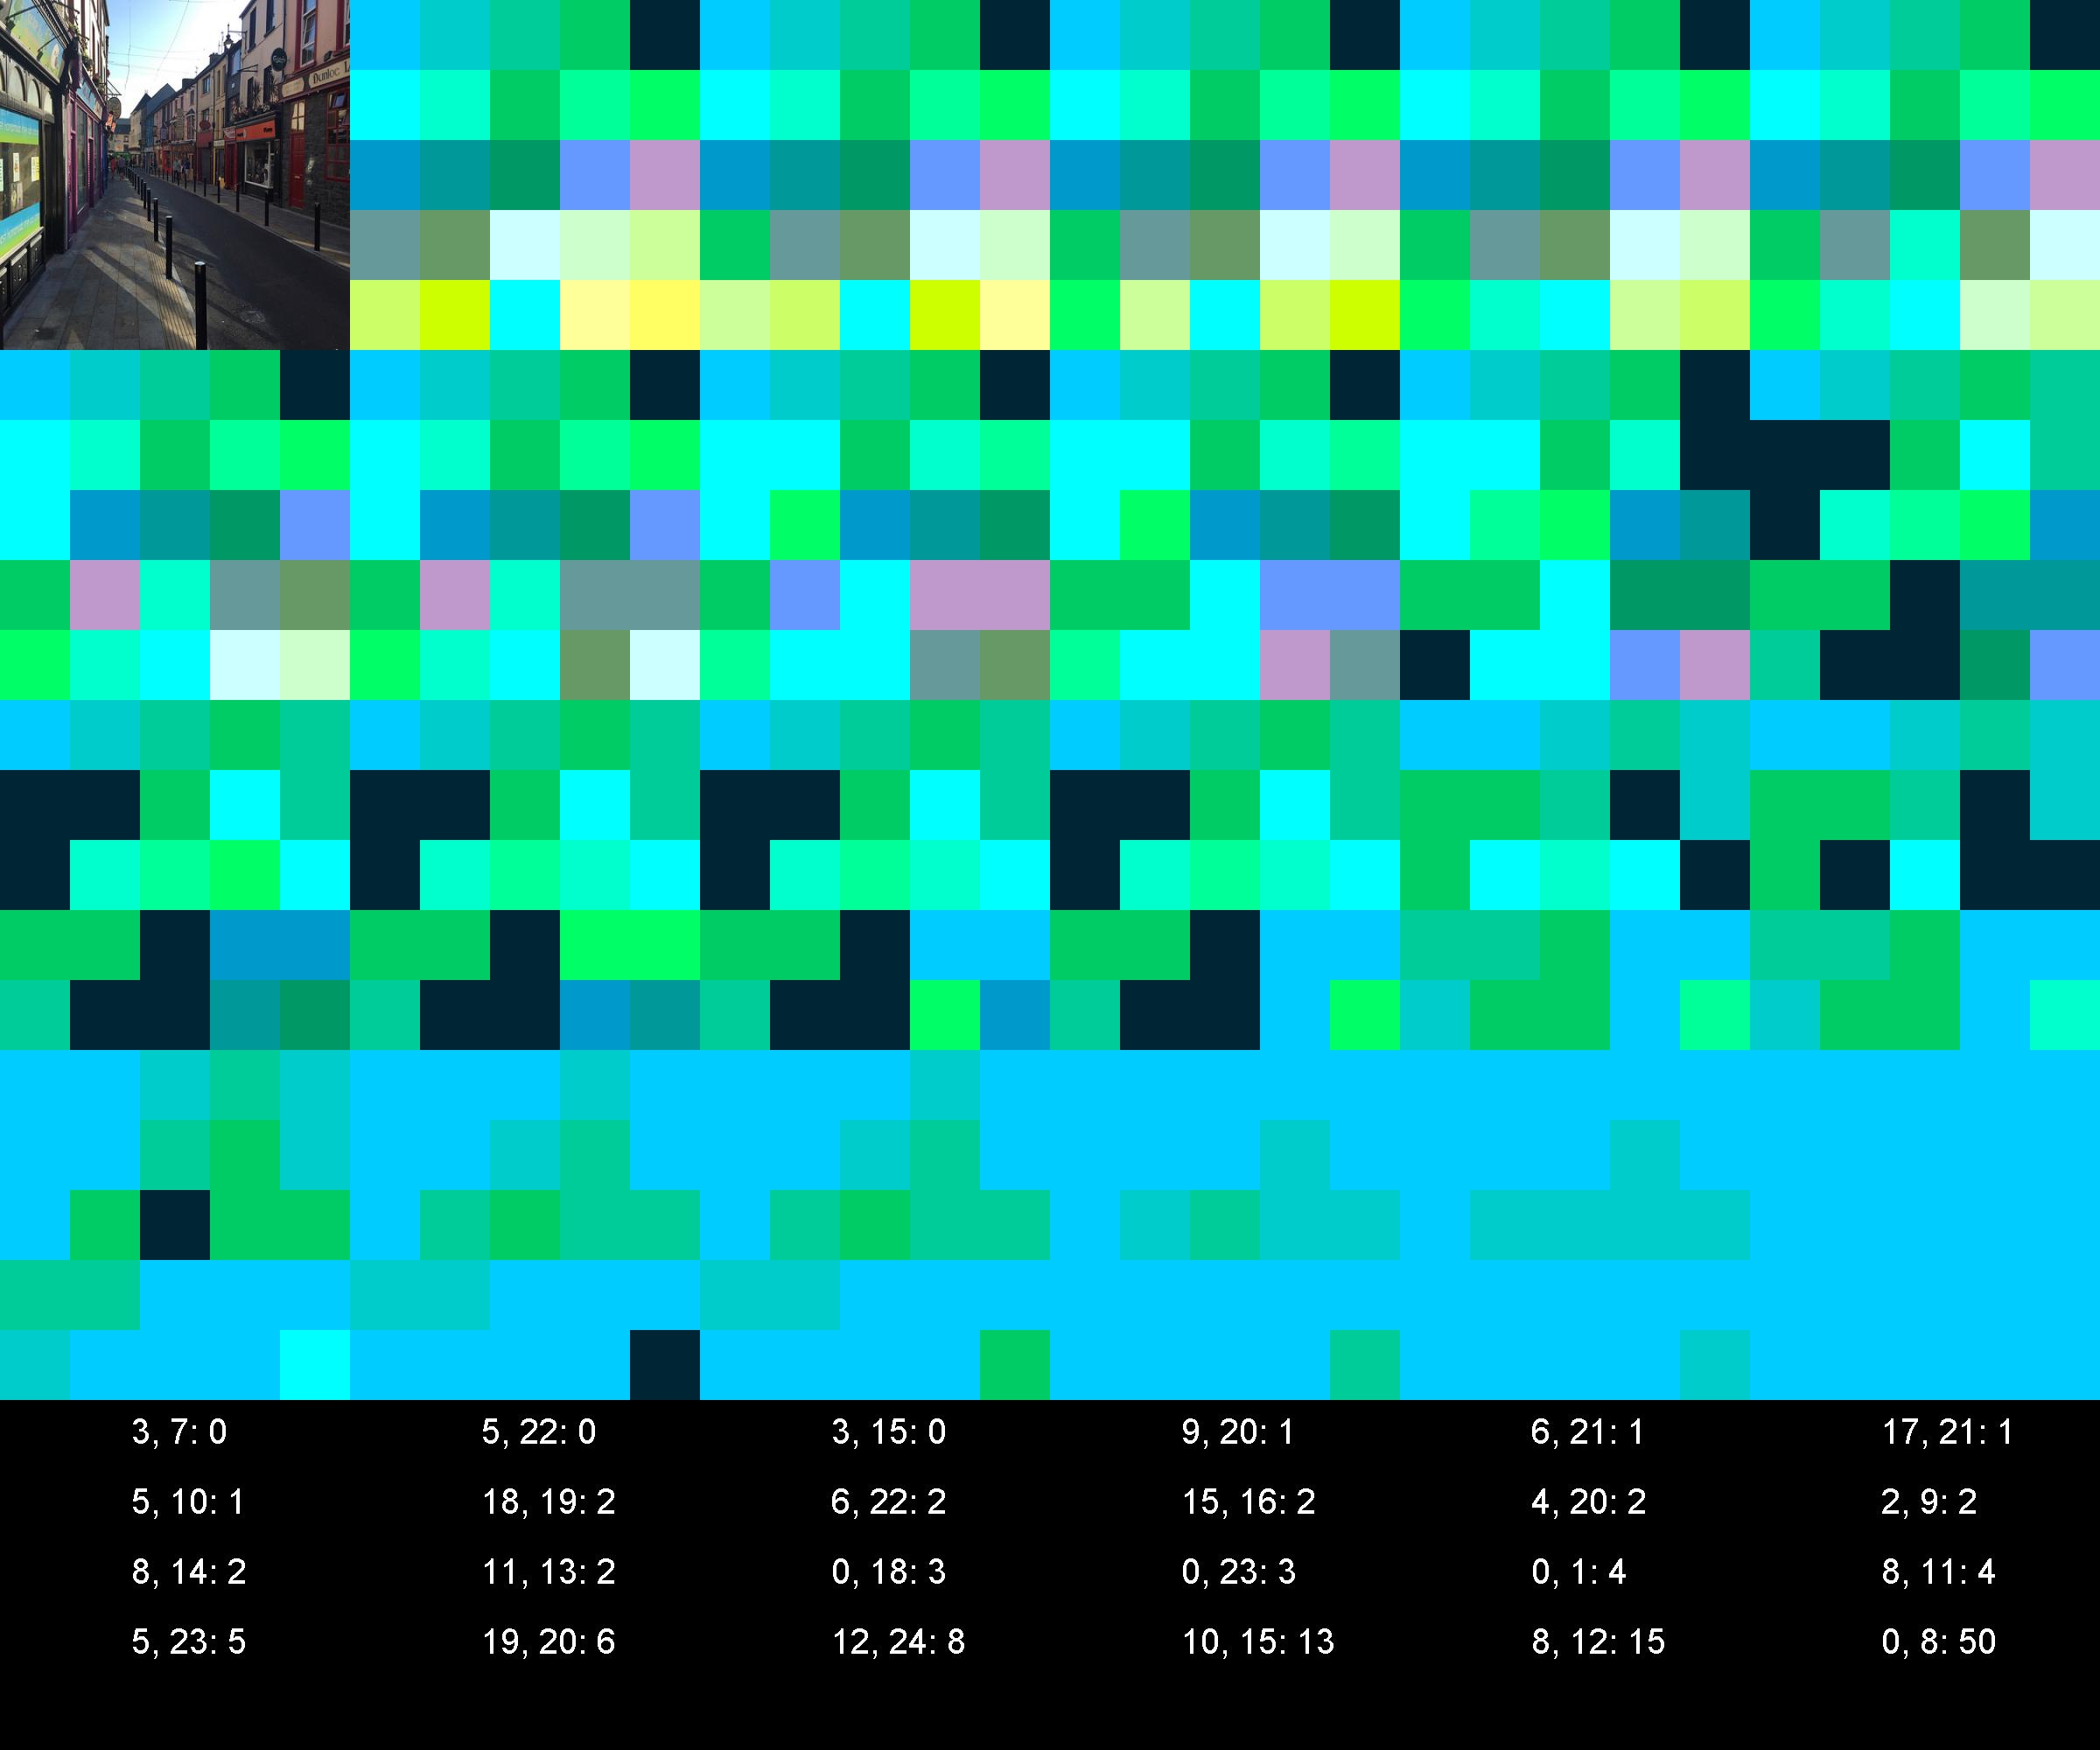 Dunloe
3, 7: 0 5, 22: 0 3, 15: 0 9, 20: 1 6, 21: 1 17, 21: 1
5, 10: 1 18, 19: 2 6, 22: 2 15, 16: 2 4, 20: 2 2, 9: 2
8, 14: 2 11, 13: 2 0, 18: 3 0, 23: 3 0, 1: 4 8, 11: 4
5, 23: 5 19, 20: 6 12, 24: 8 10, 15: 13 8, 12: 15 0, 8: 50